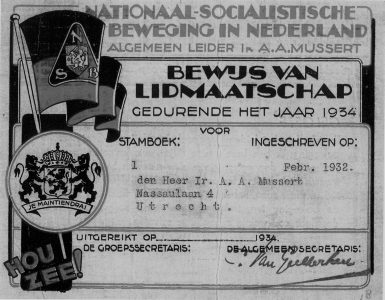 NATIONAAL-SOCIALISTISCHE
BEWEGING IN NEDERLAND
ALGEMEEN LEIDER Ir. A.A. MUSSERT
N
S B
BEWIJS VAN
LIDMAATSCHAP
GEDURENDE HET JAAR 1934
VOOR
STAMBOEK: INGESCHREVEN OP:
1 Febr. 1932.
den Heer Ir. A. A. Mussert
Nassaulaan 4
Utrecht.
JE MAINTIENDRAI
HOU
ZEE!
UITGEREIKT OP 1934
DE GROEPSSECRETARIS: DE ALGEMEEN SECRETARIS: